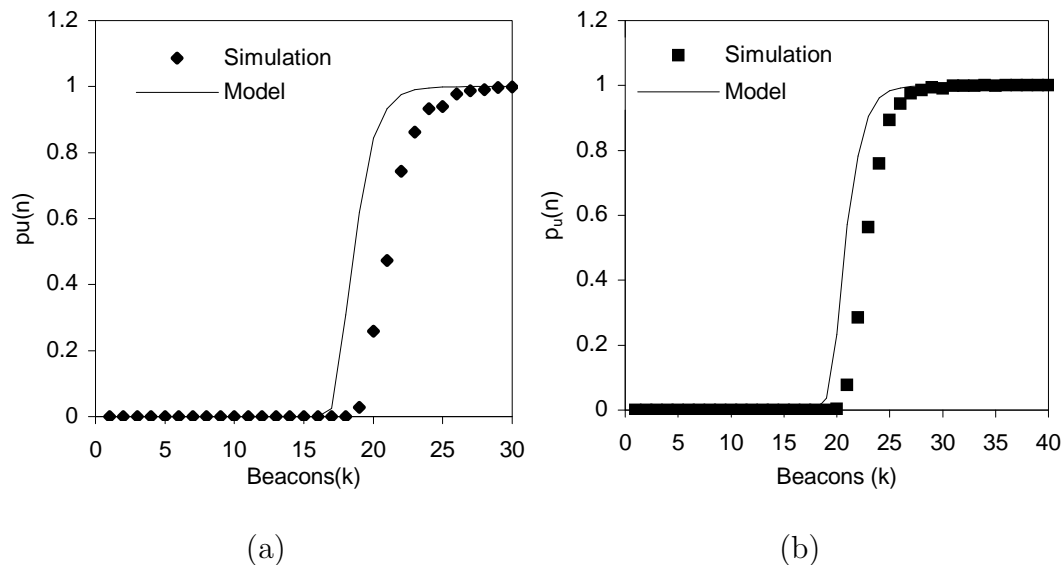 1.2
1
0.8
0.6
0.4
0.2
0
pu(n)
Simulation
Model
0 5 10 15 20 25 30
Beacons(k)
(a)
1.2
1
0.8
0.6
0.4
0.2
0
pu(n)
Simulation
Model
0 5 10 15 20 25 30 35 40
Beacons (k)
(b)